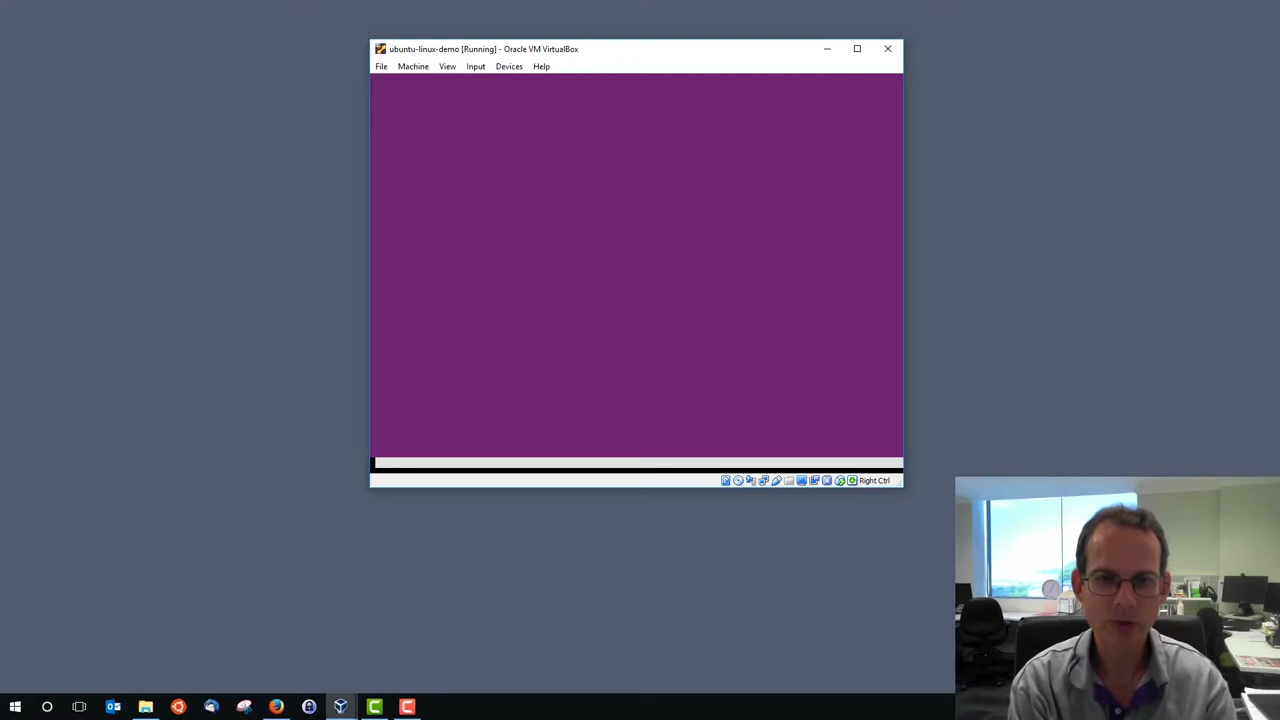 ubuntu-linux-demo [Running] - Oracle VM VirtualBox
File Machine View Input Devices Help
Right Ctrl